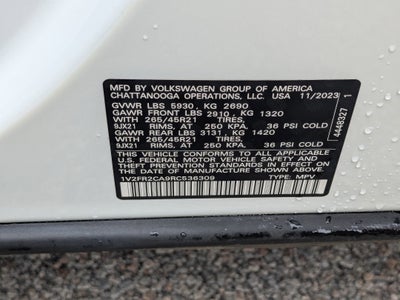 MFD BY VOLKSWAGEN GROUP OF AMERICA
CHATTANOOGA OPERATIONS, LLC. USA 11/2023
GVWR LBS 5930, KG 2690
GAWR FRONT LBS 2910, KG 1320
WITH 265/45R21 TIRES,
9JX21 RIMS, AT 250 KPA, 36 PSI COLD
GAWR REAR LBS 3131, KG 1420
WITH 265/45R21 TIRES,
9JX21 RIMS, AT 250 KPA, 36 PSI COLD
THIS VEHICLE CONFORMS TO ALL APPLICABLE
U.S. FEDERAL MOTOR VEHICLE SAFETY AND
THEFT PREVENTION STANDARDS IN EFFECT ON
THE DATE OF MANUFACTURE SHOWN ABOVE.
1V2FR2CA9RC536309 TYPE: MPV
4448327 1